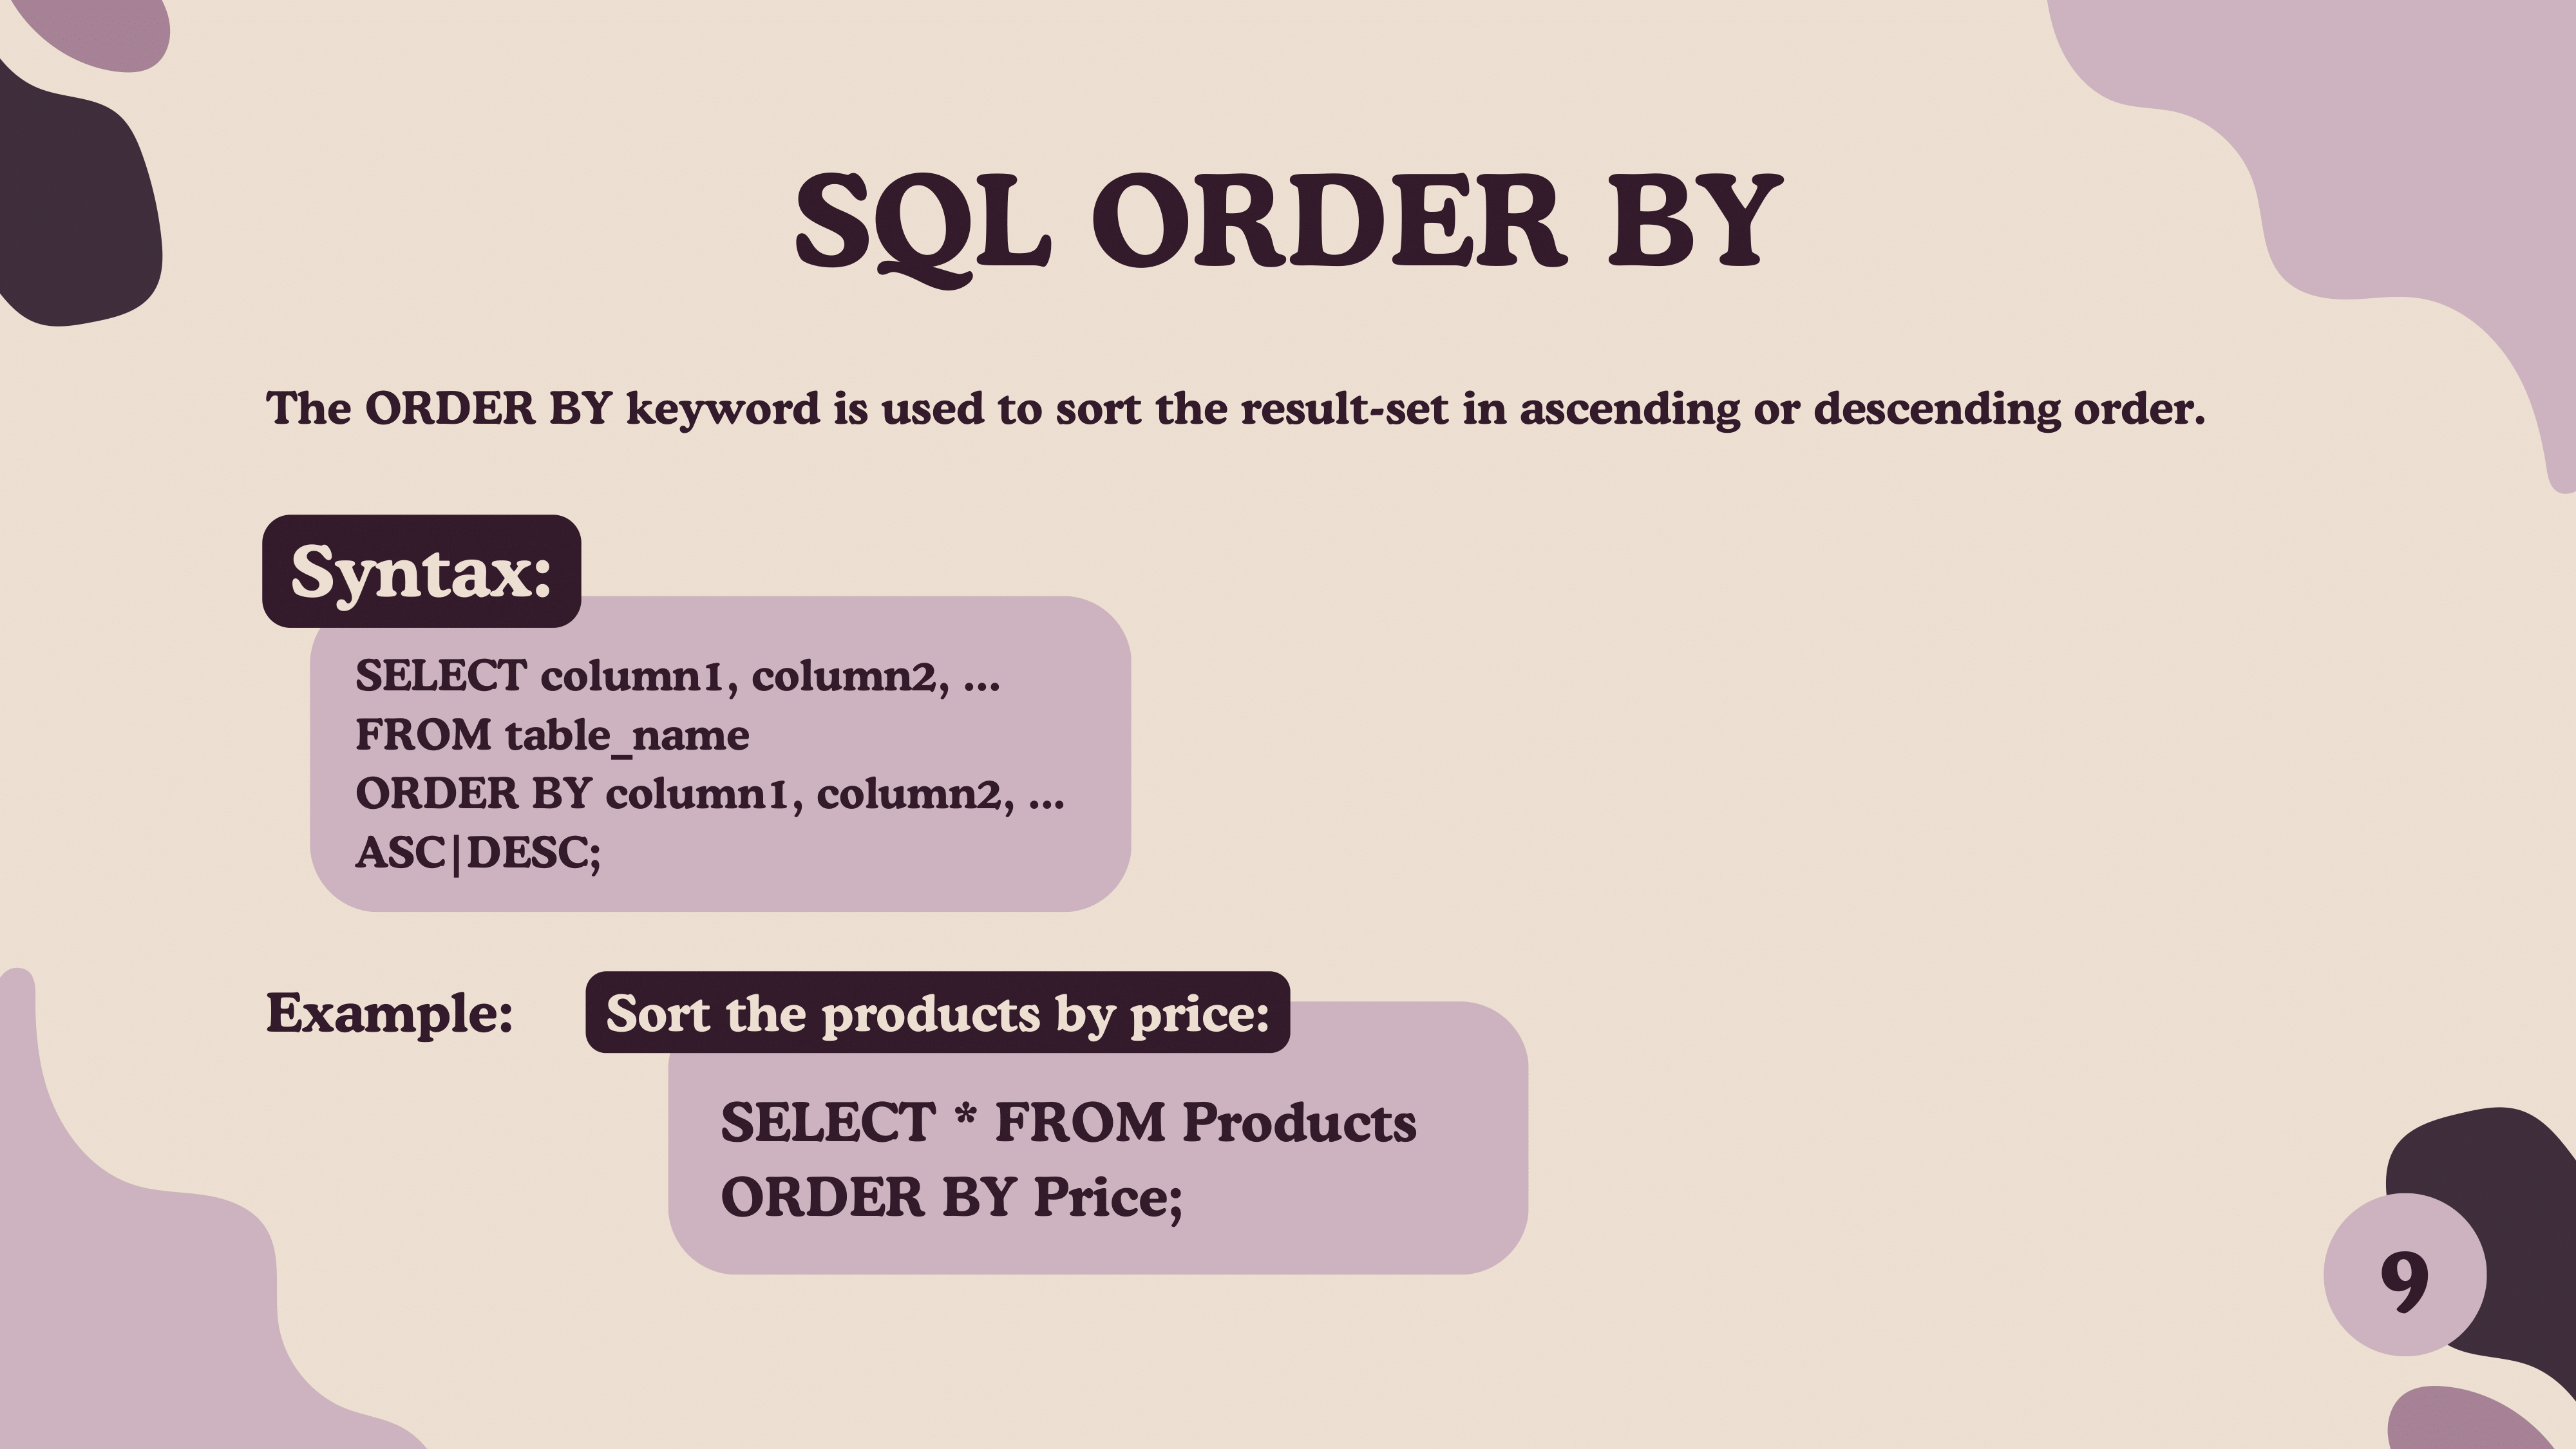 SQL ORDER BY
The ORDER BY keyword is used to sort the result-set in ascending or descending order.
Syntax:
SELECT column1, column2, ...
FROM table_name
ORDER BY column1, column2, ...
ASC|DESC;
Example:
Sort the products by price:
SELECT * FROM Products
ORDER BY Price;
9